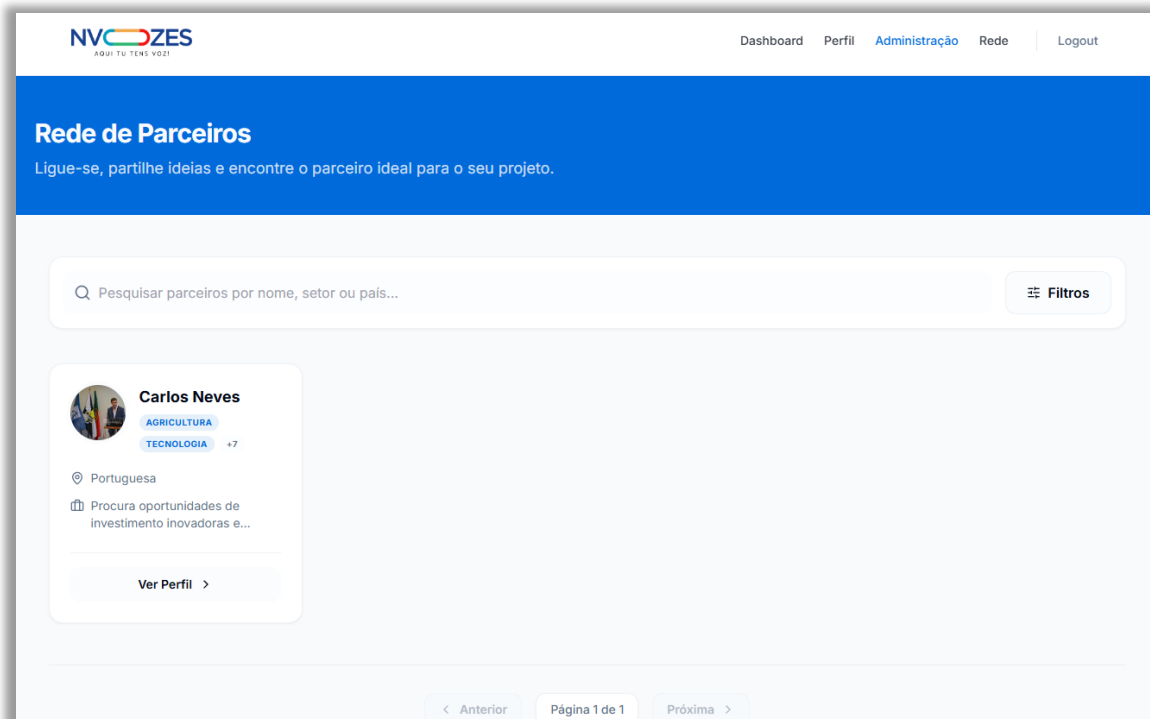 NVOZES
AQUI TU TENS VOZ!
Dashboard Perfil Administração Rede Logout
Rede de Parceiros
Ligue-se, partilhe ideias e encontre o parceiro ideal para o seu projeto.
Pesquisar parceiros por nome, setor ou país...
Filtros
Carlos Neves
AGRICULTURA
TECNOLOGIA +7
Portuguesa
Procura oportunidades de
investimento inovadoras e...
Ver Perfil
Anterior Página 1 de 1 Próxima